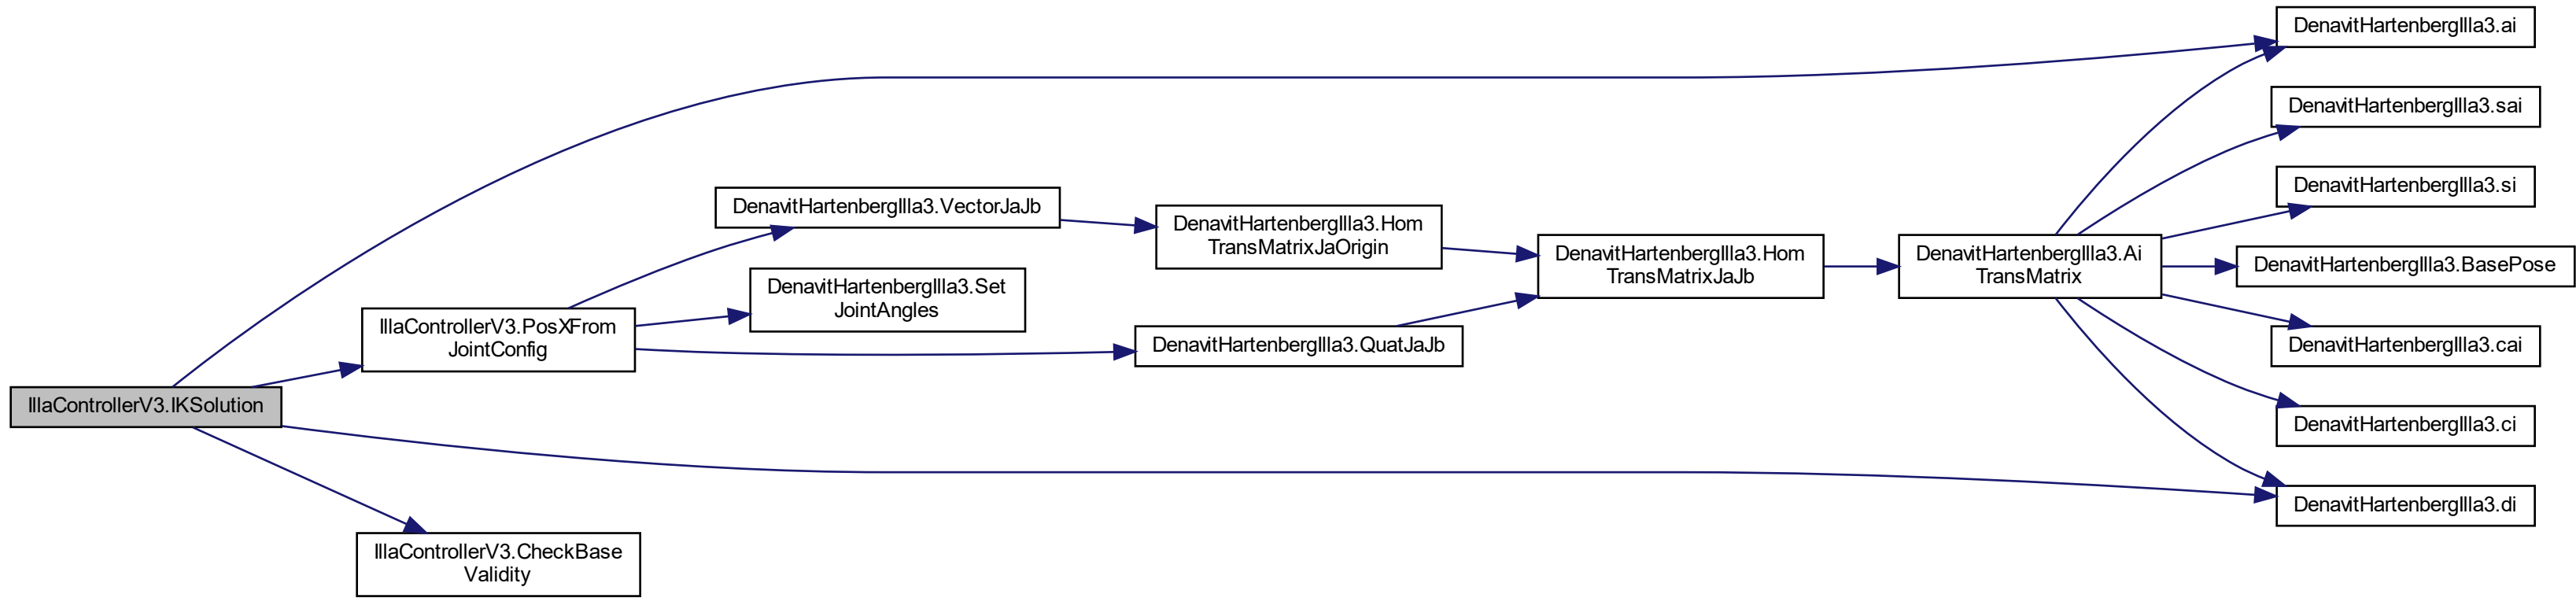 IllaControllerV3.IKSolution
IllaControllerV3.PosXFrom
JointConfig
IllaControllerV3.CheckBase
Validity
DenavitHartenbergIlla3.VectorJaJb
DenavitHartenbergIlla3.Set
JointAngles
DenavitHartenbergIlla3.Hom
TransMatrixJaOrigin
DenavitHartenbergIlla3.QuatJaJb
DenavitHartenbergIlla3.Hom
TransMatrixJaJb
DenavitHartenbergIlla3.Ai
TransMatrix
DenavitHartenbergIlla3.ai
DenavitHartenbergIlla3.sai
DenavitHartenbergIlla3.si
DenavitHartenbergIlla3.BasePose
DenavitHartenbergIlla3.cai
DenavitHartenbergIlla3.ci
DenavitHartenbergIlla3.di